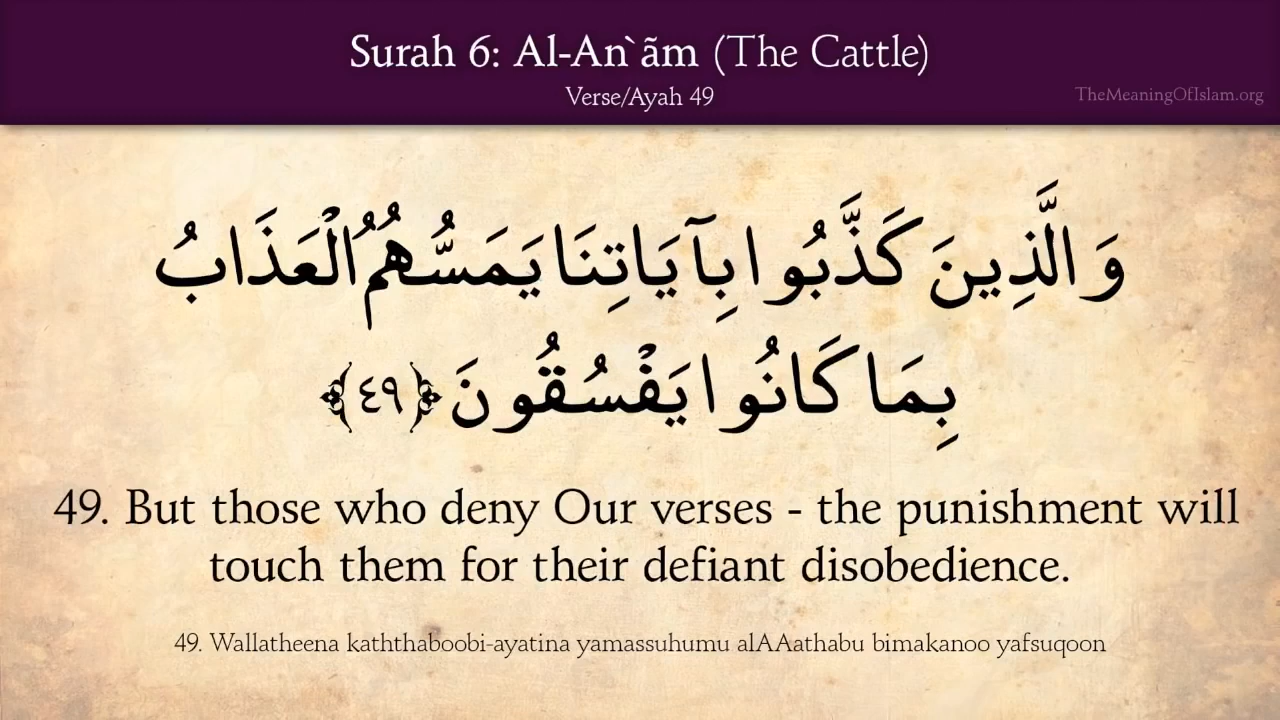 Surah 6: Al-An`ãm (The Cattle)
Verse/Ayah 49
TheMeaningOfIslam.org
وَالَّذِينَ كَذَّبُوا بِآيَاتِنَا يَمَسُّهُمُ الْعَذَابُ
بِمَا كَانُوا يَفْسُقُونَ ﴿٤٩﴾
49. But those who deny Our verses - the punishment will
touch them for their defiant disobedience.
49. Wallatheena kaththaboobi-ayatina yamassuhumu alAAathabu bimakanoo yafsuqoon